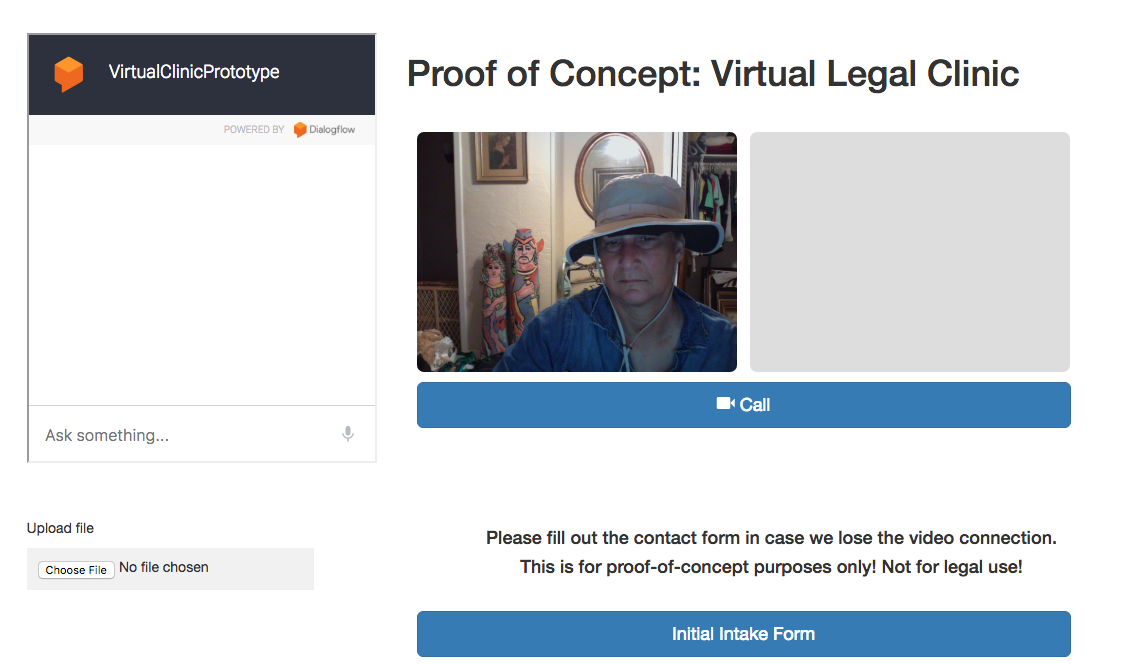 VirtualClinicPrototype
POWERED BY Dialogflow
Ask something...
Upload file
Choose File No file chosen
Proof of Concept: Virtual Legal Clinic
Call
Please fill out the contact form in case we lose the video connection.
This is for proof-of-concept purposes only! Not for legal use!
Initial Intake Form